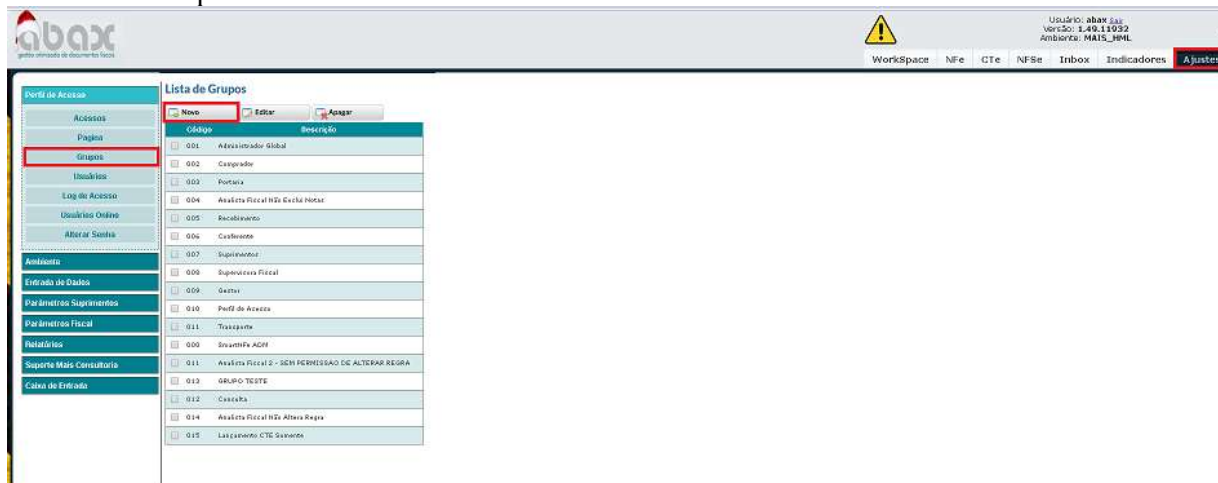 abax
gestão otimizada de documentos fiscais
Usuário: abax Sair
Versão: 1.49.11932
Ambiente: MAIS_HML
WorkSpace NFe CTe NFSe Inbox Indicadores Ajustes
Perfil de Acesso
Acessos
Pagina
Grupos
Usuários
Log de Acesso
Usuários Online
Alterar Senha
Ambiente
Entrada de Dados
Parâmetros Suprimentos
Parâmetros Fiscal
Relatórios
Suporte Mais Consultoria
Caixa de Entrada
Lista de Grupos
Novo Editar Apagar
Código Descrição
001 Administrador Global
002 Comprador
003 Portaria
004 Analista Fiscal Não Exclui Notas
005 Recebimento
006 Conferente
007 Suprimentos
008 Supervisora Fiscal
009 Gestor
010 Perfil de Acesso
011 Transporte
000 SmartNFe ADM
011 Analista Fiscal 2 - SEM PERMISSAO DE ALTERAR REGRA
013 GRUPO TESTE
012 Consulta
014 Analista Fiscal Não Altera Regra
015 Lançamento CTE Somente